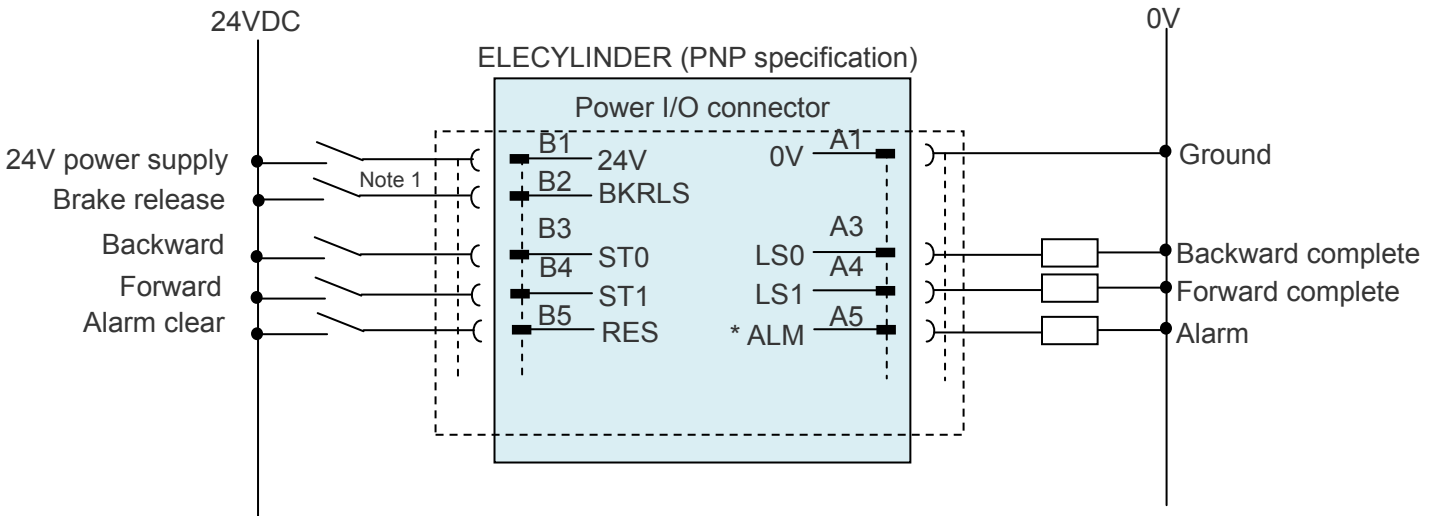 24VDC
0V
ELECYLINDER (PNP specification)
Power I/O connector
24V power supply
B1
24V
0V
A1
Ground
Brake release
Note 1
B2
BKRLS
Backward
B3
ST0
LS0
A3
Backward complete
Forward
B4
ST1
LS1
A4
Forward complete
Alarm clear
B5
RES
* ALM
A5
Alarm